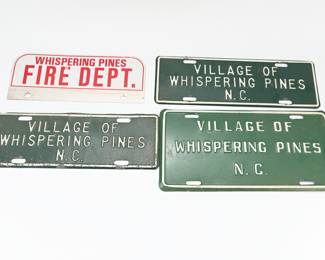 WHISPERING PINES
FIRE DEPT.
VILLAGE OF
WHISPERING PINES
N.C.
VILLAGE OF
WHISPERING PINES
N.C.
VILLAGE OF
WHISPERING PINES
N.C.